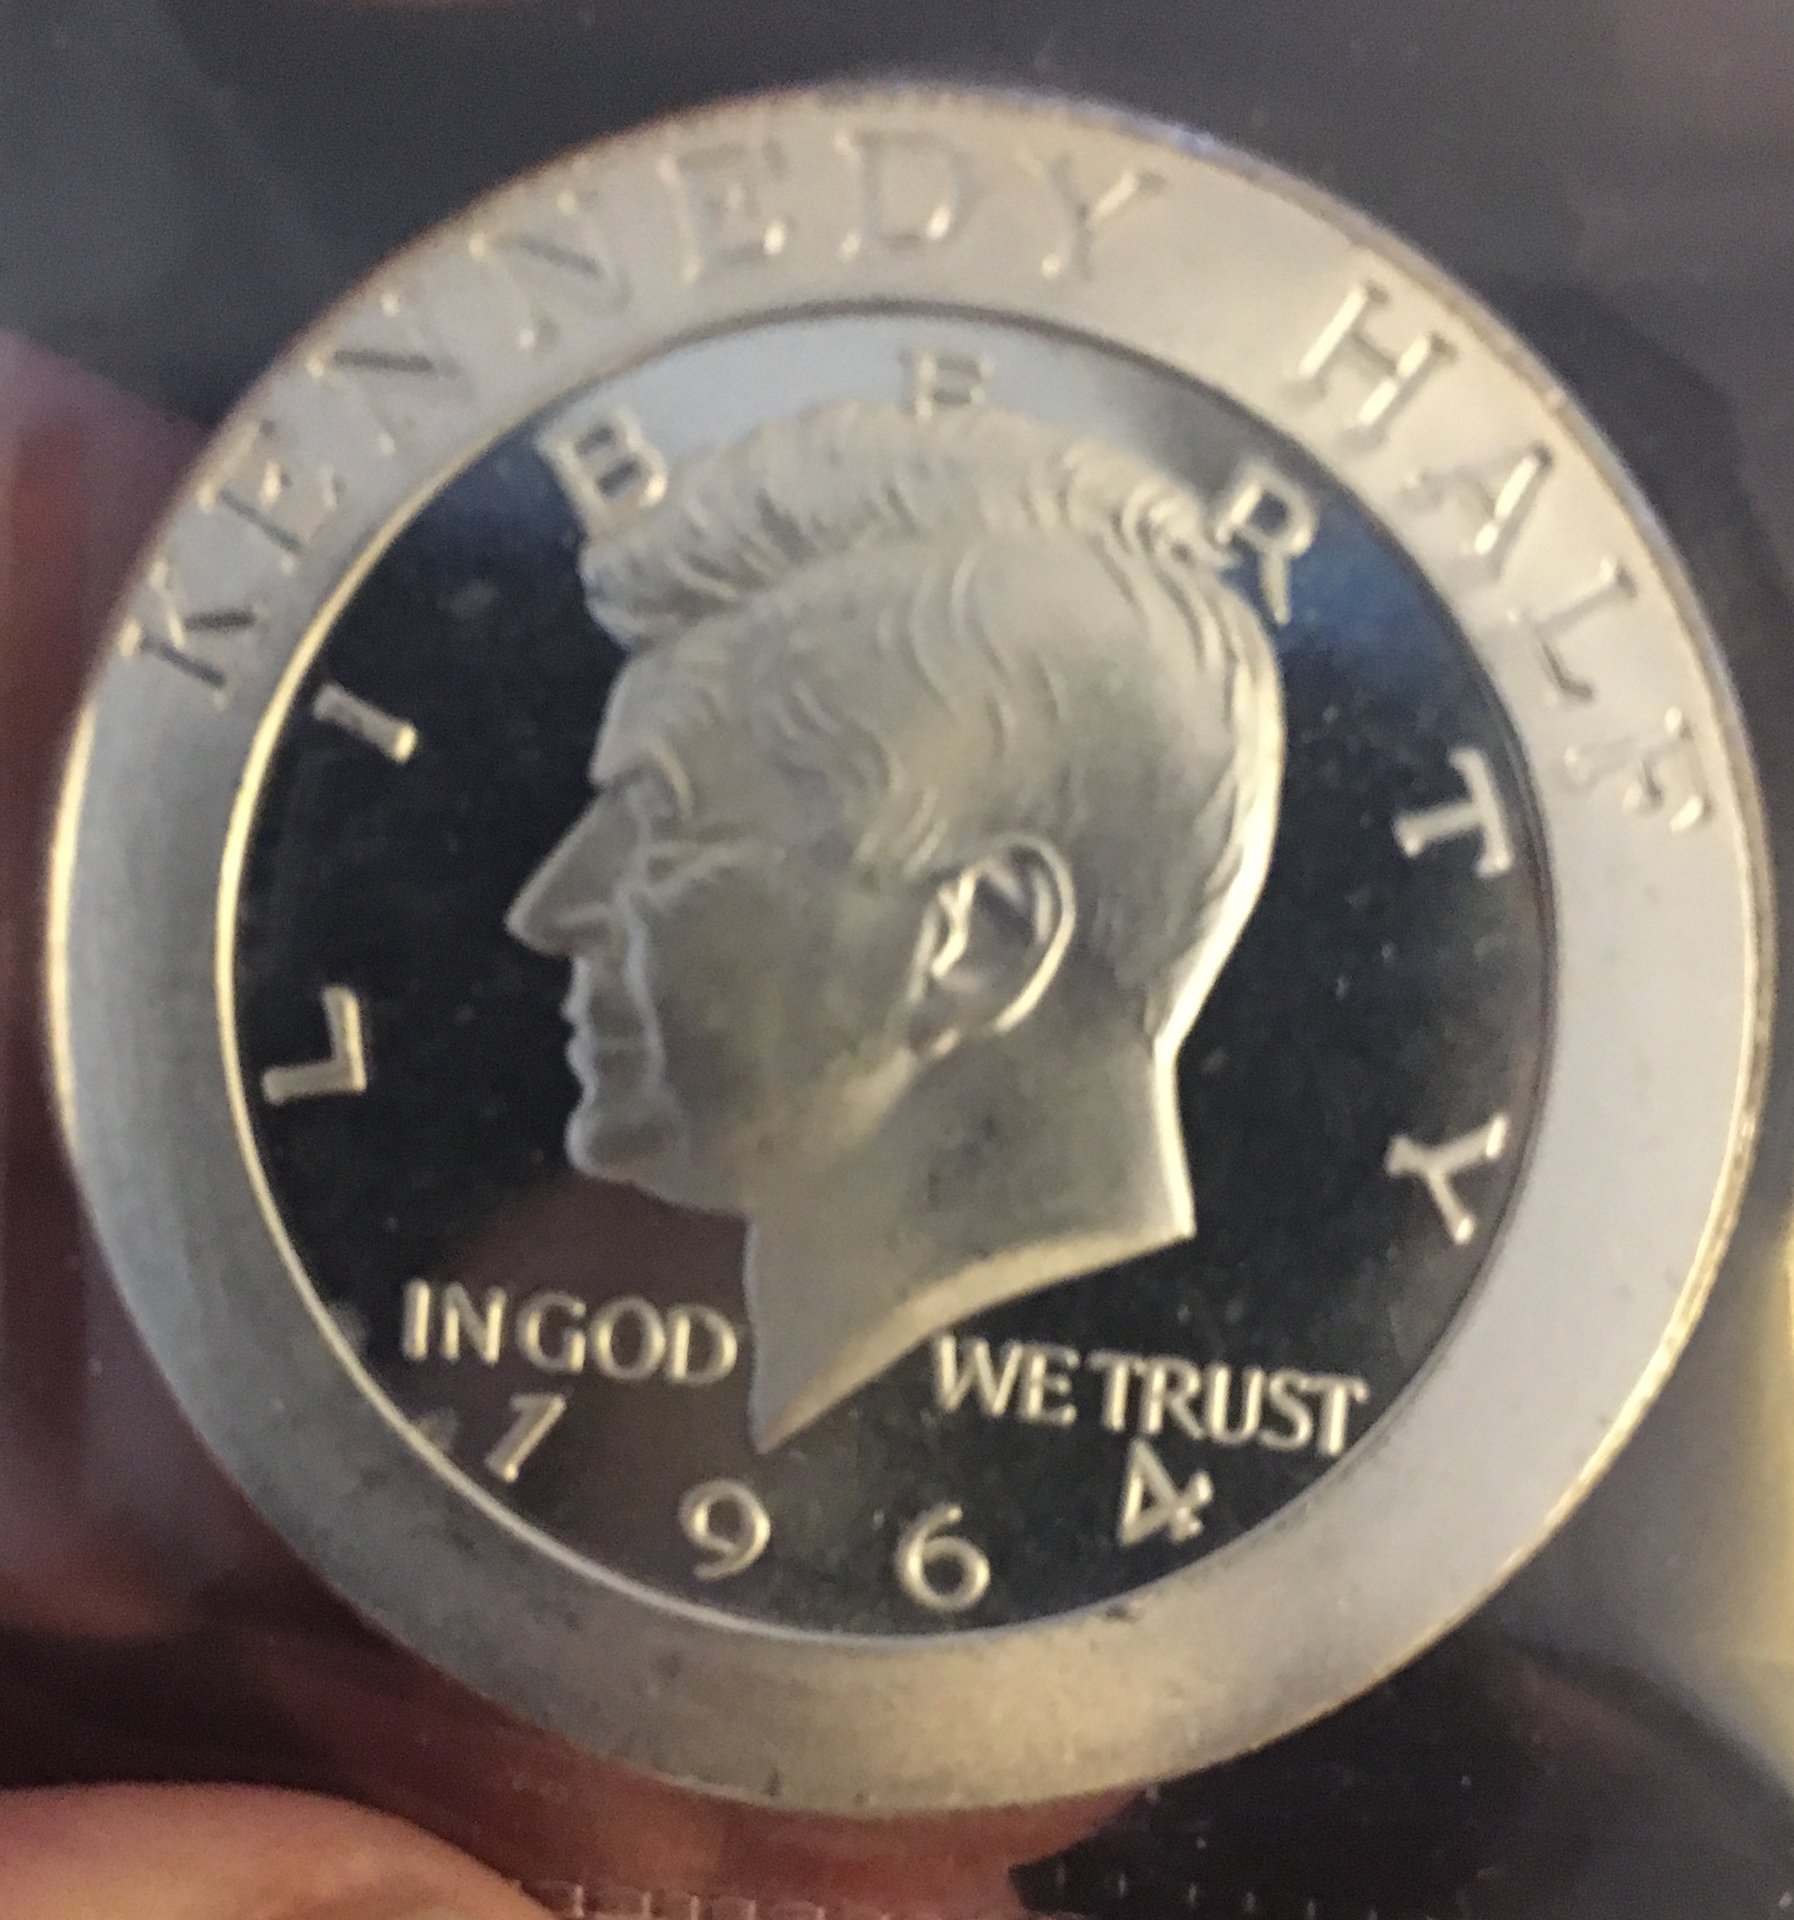 KENNEDY HALF
LIBERTY
IN GOD WE TRUST
1964